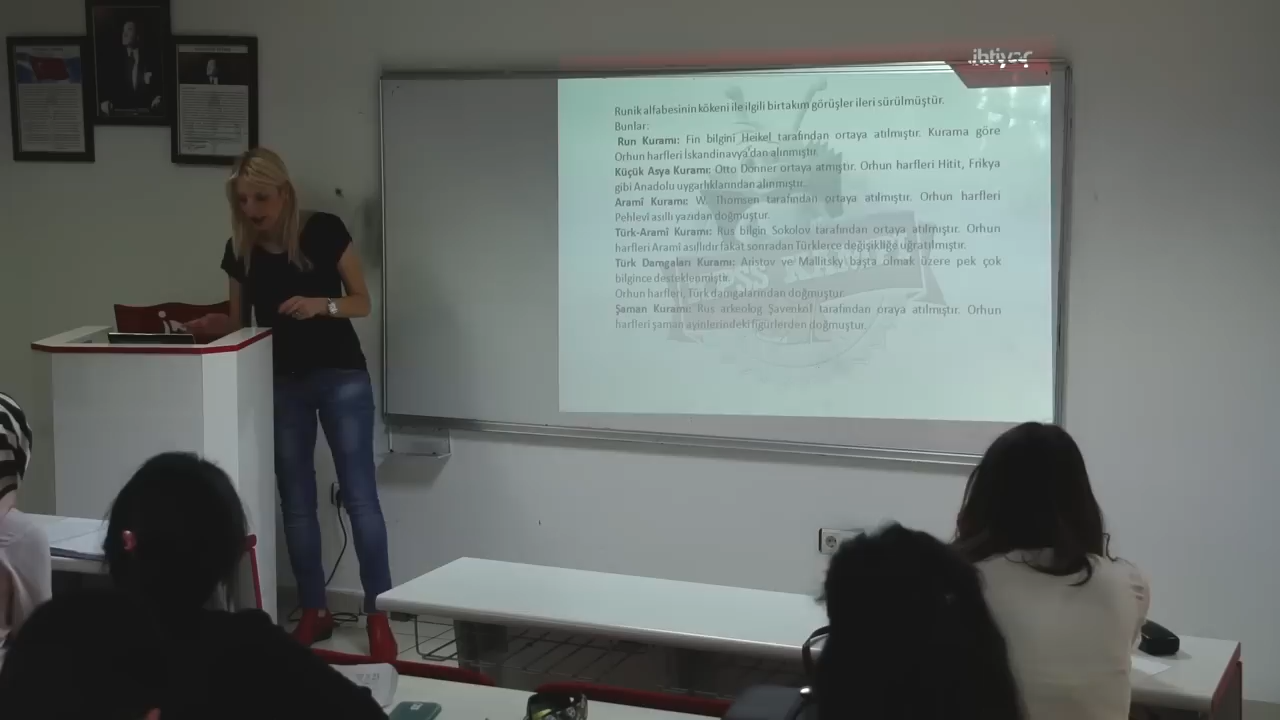 ihtiyaç
Runik alfabesinin kökeni ile ilgili birtakım görüşler ileri sürülmüştür.
Bunlar:
Run Kuramı: Fin bilgini Heikel tarafından ortaya atılmıştır. Kurama göre
Orhun harfleri İskandinavya'dan alınmıştır.
Küçük Asya Kuramı: Otto Donner ortaya atmıştır. Orhun harfleri Hitit, Frikya
gibi Anadolu uygarlıklarından alınmıştır.
Arami Kuramı: W. Thomsen tarafından ortaya atılmıştır. Orhun harfleri
Pehlevi asıllı yazıdan doğmuştur.
Türk-Arami Kuramı: Rus bilgin Sokolov tarafından ortaya atılmıştır. Orhun
harfleri Arami asıllıdır fakat sonradan Türklerce değişikliğe uğratılmıştır.
Türk Damgaları Kuramı: Aristov ve Mallitsky başta olmak üzere pek çok
bilgince desteklenmiştir.
Orhun harfleri, Türk damgalarından doğmuştur.
Şaman Kuramı: Rus arkeolog Şavenkof tarafından oraya atılmıştır. Orhun
harfleri şaman ayinlerindeki figürlerden doğmuştur.